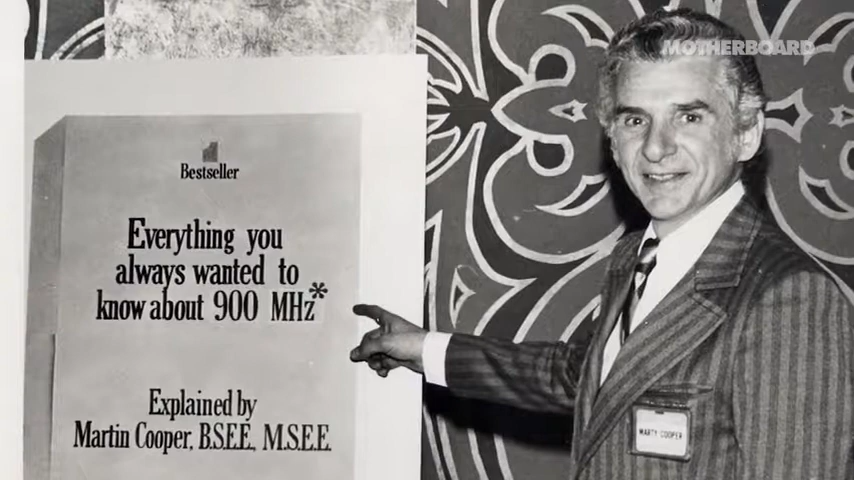 MOTHERBOARD
Bestseller
Everything you
always wanted to
know about 900 MHz*
Explained by
Martin Cooper, B.S.E.E., M.S.E.E.
MARTY COOPER